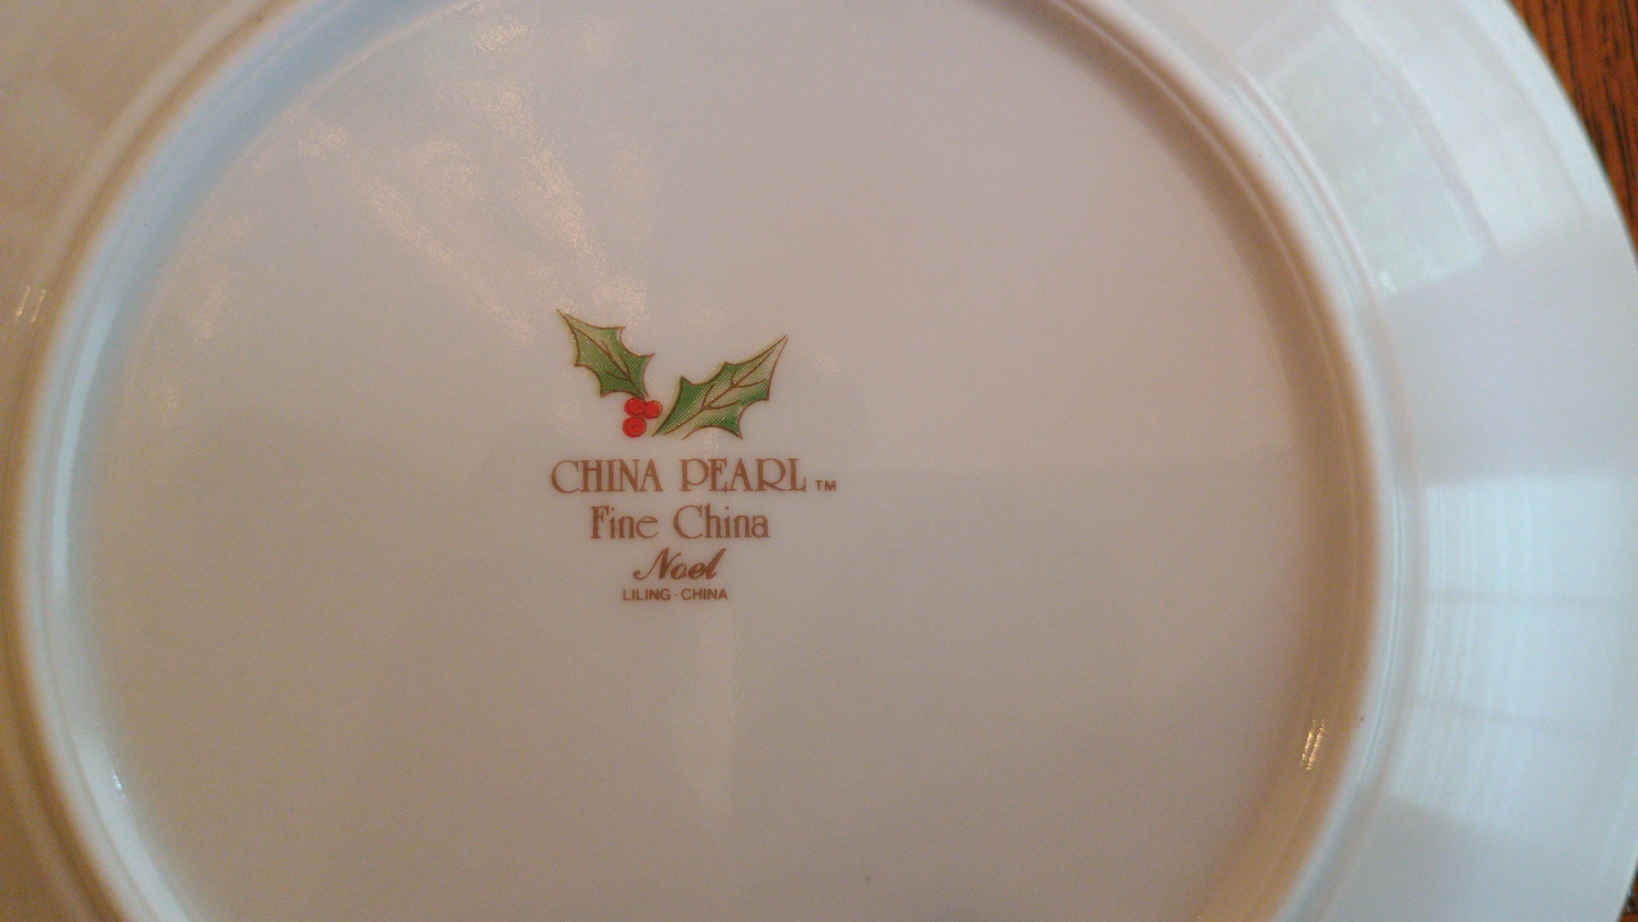 CHINA PEARL™
Fine China
Noel
LILING - CHINA